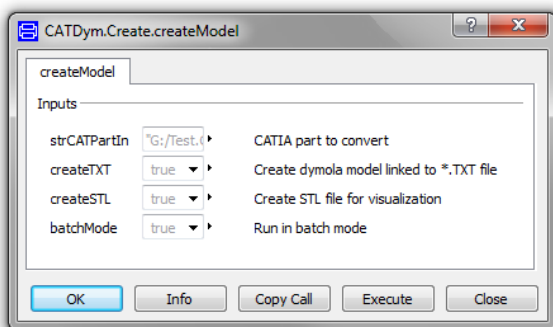 CATDym.Create.createModel
createModel
Inputs
strCATPartIn "G:/Test. CATIA part to convert
createTXT true Create dymola model linked to *.TXT file
createSTL true Create STL file for visualization
batchMode true Run in batch mode
OK Info Copy Call Execute Close